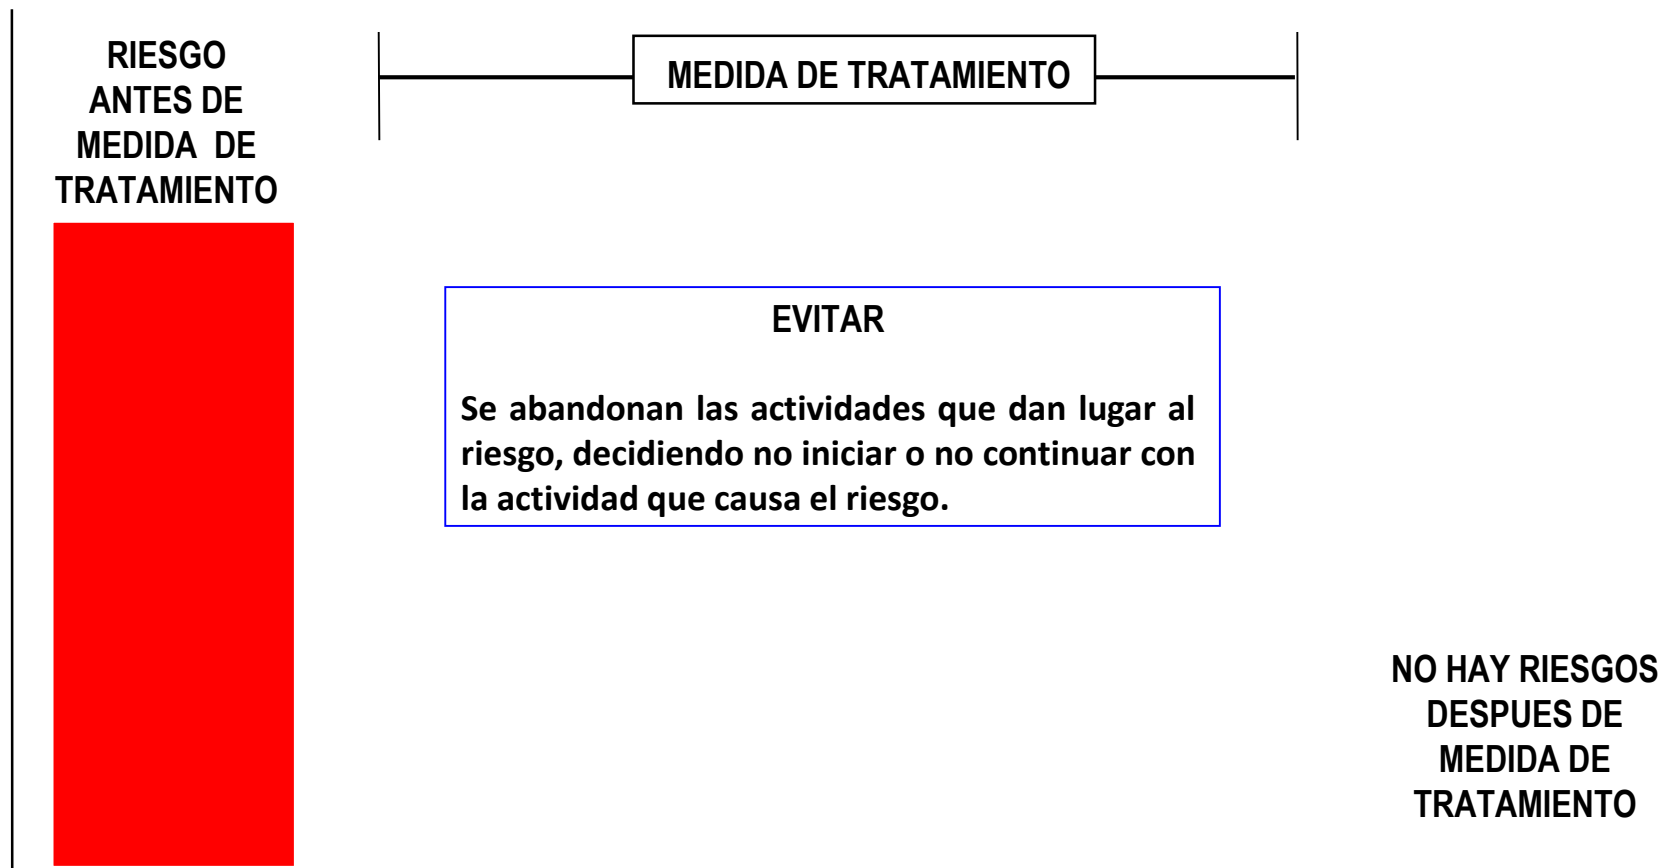 RIESGO
ANTES DE
MEDIDA DE
TRATAMIENTO
MEDIDA DE TRATAMIENTO
EVITAR
Se abandonan las actividades que dan lugar al
riesgo, decidiendo no iniciar o no continuar con
la actividad que causa el riesgo.
NO HAY RIESGOS
DESPUES DE
MEDIDA DE
TRATAMIENTO